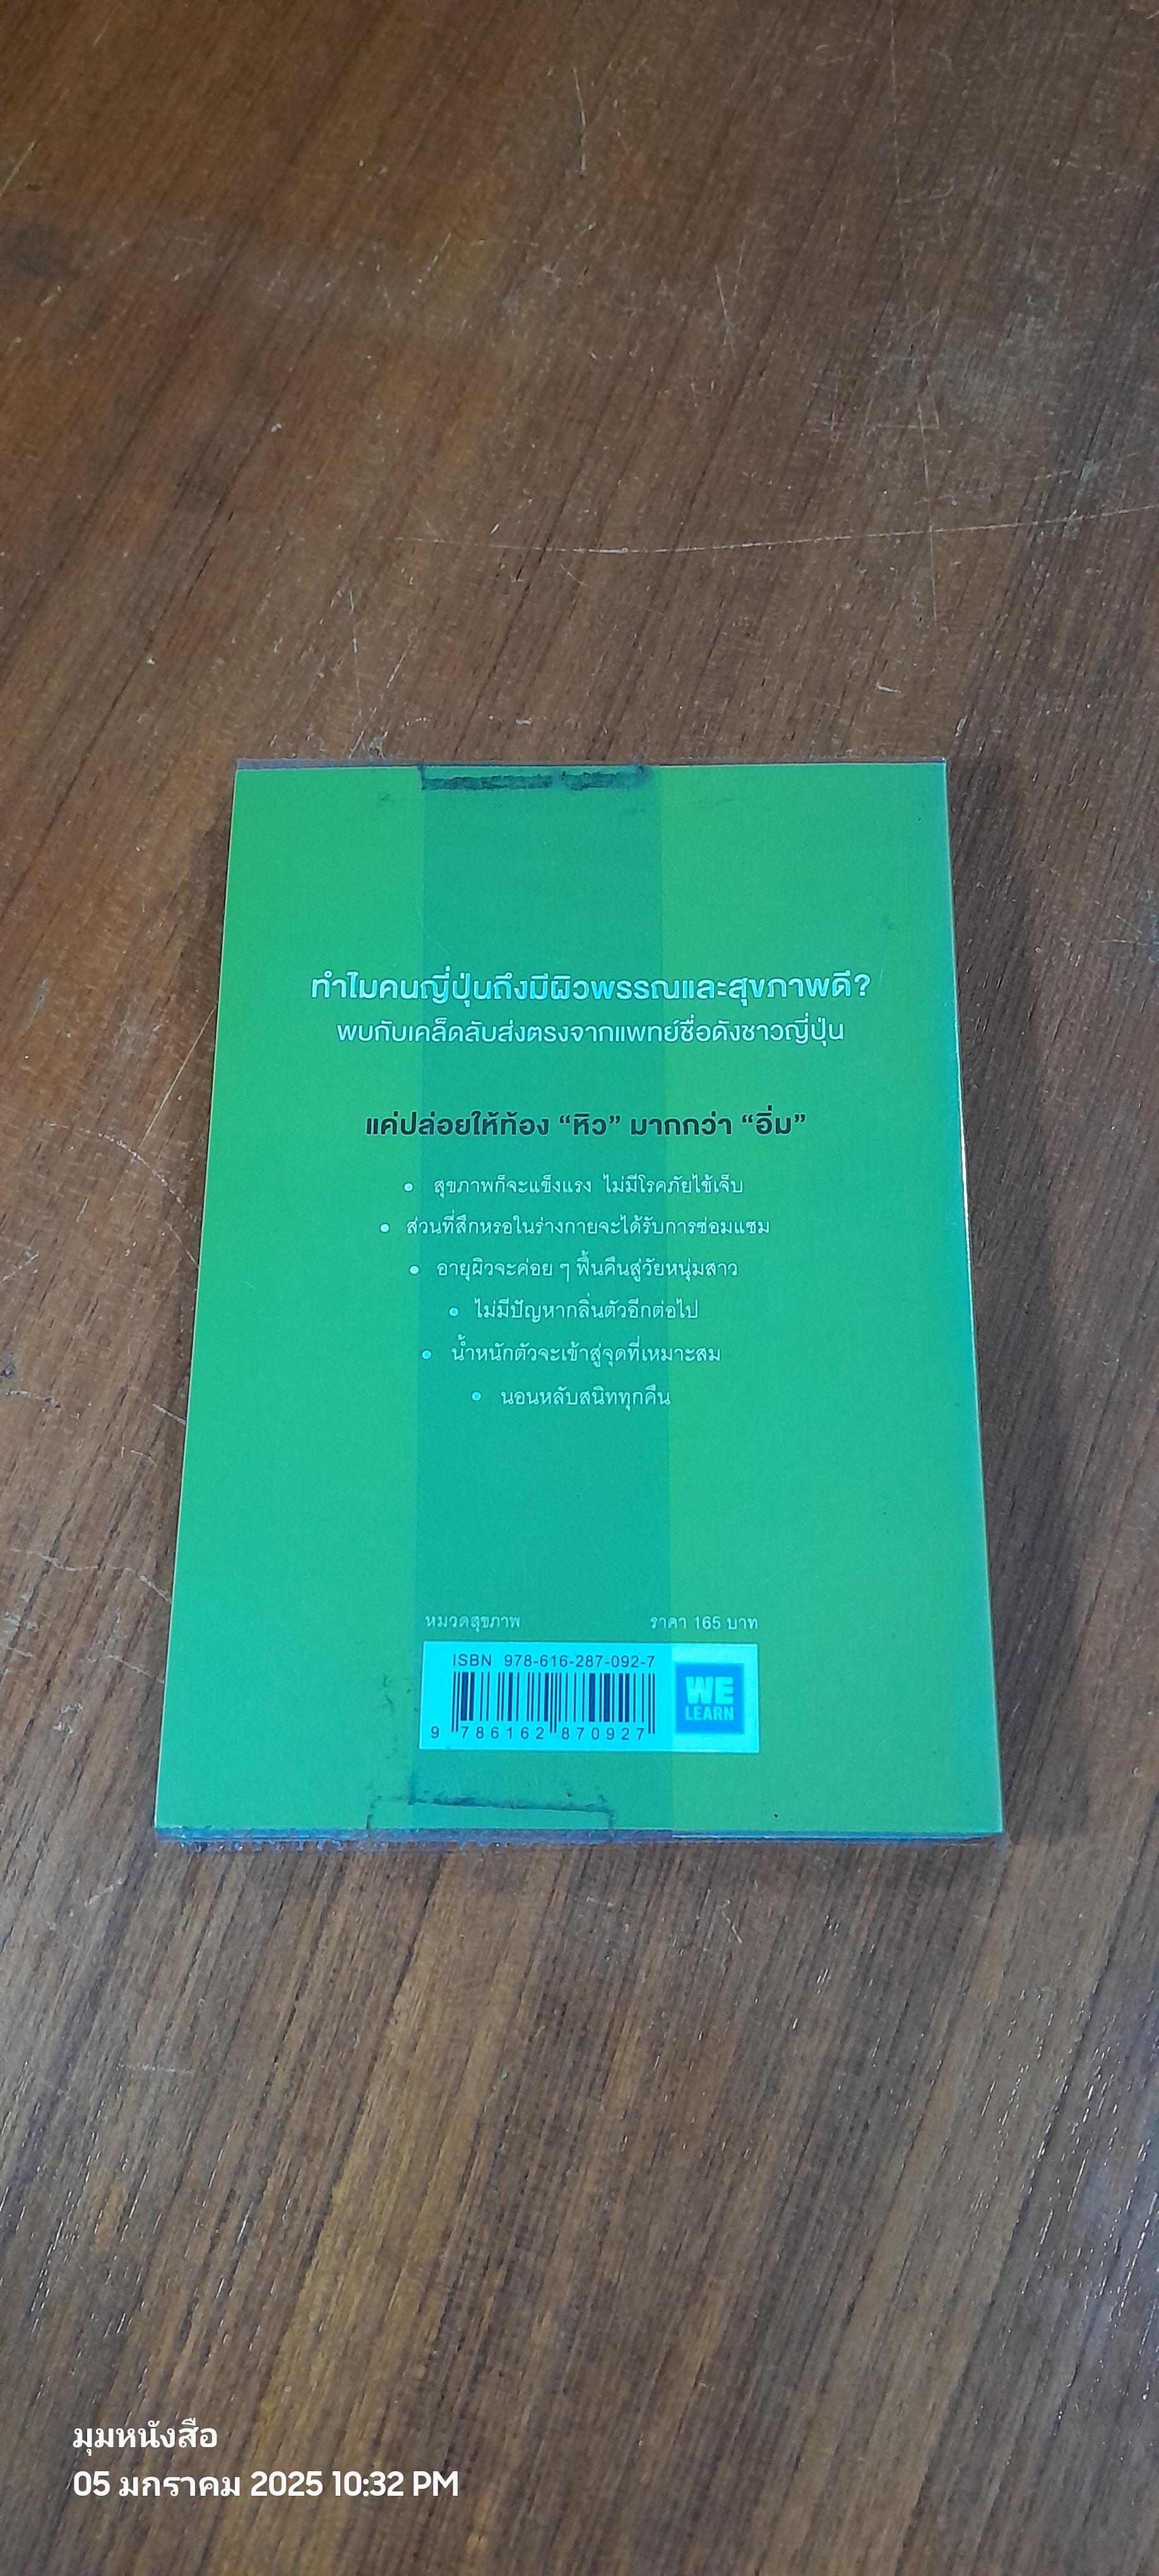 ทำไมคนญี่ปุ่นถึงมีผิวพรรณและสุขภาพดี?
พบกับเคล็ดลับส่งตรงจากแพทย์ชื่อดังชาวญี่ปุ่น
แค่ปล่อยให้ท้อง “หิว” มากกว่า “อิ่ม”
• สุขภาพก็จะแข็งแรง ไม่มีโรคภัยไข้เจ็บ
• ส่วนที่สึกหรอในร่างกายจะได้รับการซ่อมแซม
• อายุผิวจะค่อย ๆ ฟื้นคืนสู่วัยหนุ่มสาว
• ไม่มีปัญหากลิ่นตัวอีกต่อไป
• น้ำหนักตัวจะเข้าสู่จุดที่เหมาะสม
• นอนหลับสนิททุกคืน
หมวดสุขภาพ ราคา 165 บาท
ISBN 978-616-287-092-7
9 786162 870927
WE
LEARN
มุมหนังสือ
05 มกราคม 2025 10:32 PM